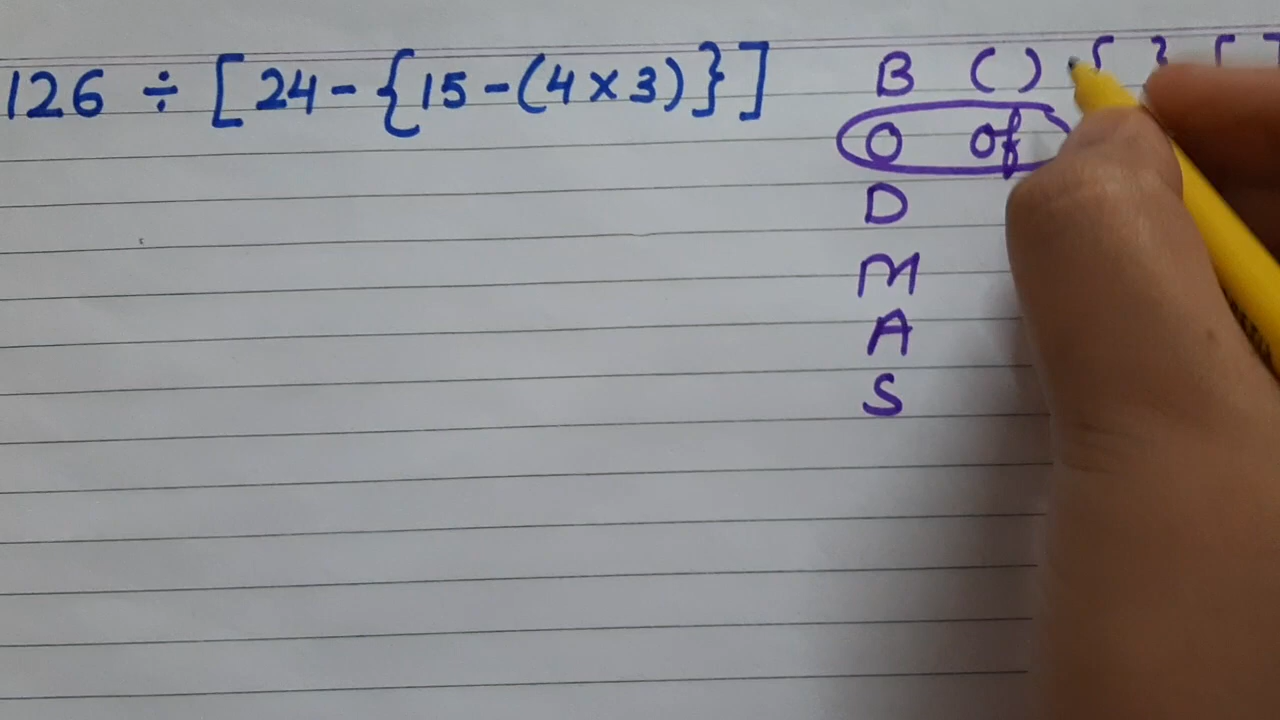 126 ÷ [24-{15-(4×3)}]
B ( ) { } [ ]
O Of
D
M
A
S